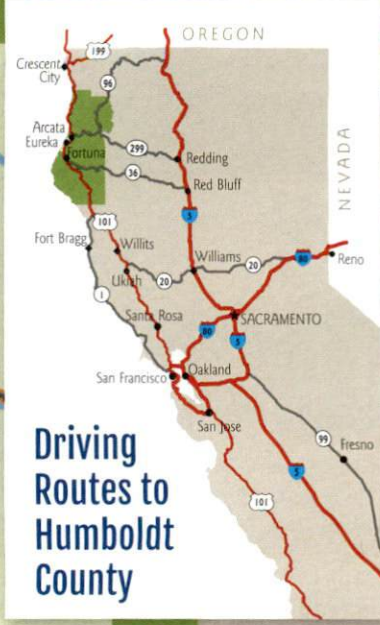 OREGON
199
Crescent
City
96
Arcata
Eureka
Fortuna
299
Redding
36
Red Bluff
NEVADA
5
101
Fort Bragg
Willits
Williams
20
80
Reno
Ukiah
20
1
Santa Rosa
80
SACRAMENTO
5
San Francisco
Oakland
San Jose
99
Fresno
5
101
Driving
Routes to
Humboldt
County